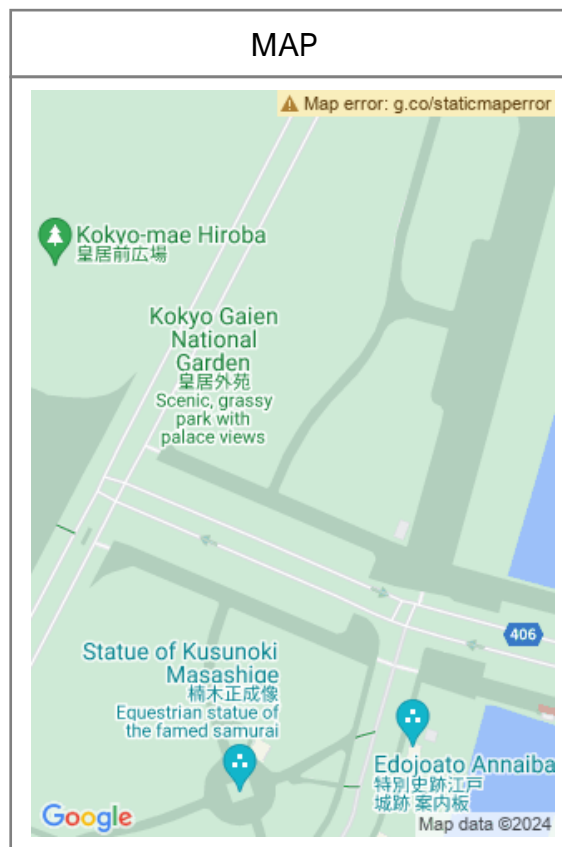 MAP
Map error: g.co/staticmaperror
Kokyo-mae Hiroba
皇居前広場
Kokyo Gaien
National
Garden
皇居外苑
Scenic, grassy
park with
palace views
406
Statue of Kusunoki
Masashige
楠木正成像
Equestrian statue of
the famed samurai
Edojoato Annaiba
特別史跡江戸
城跡 案内板
Google
Map data ©2024